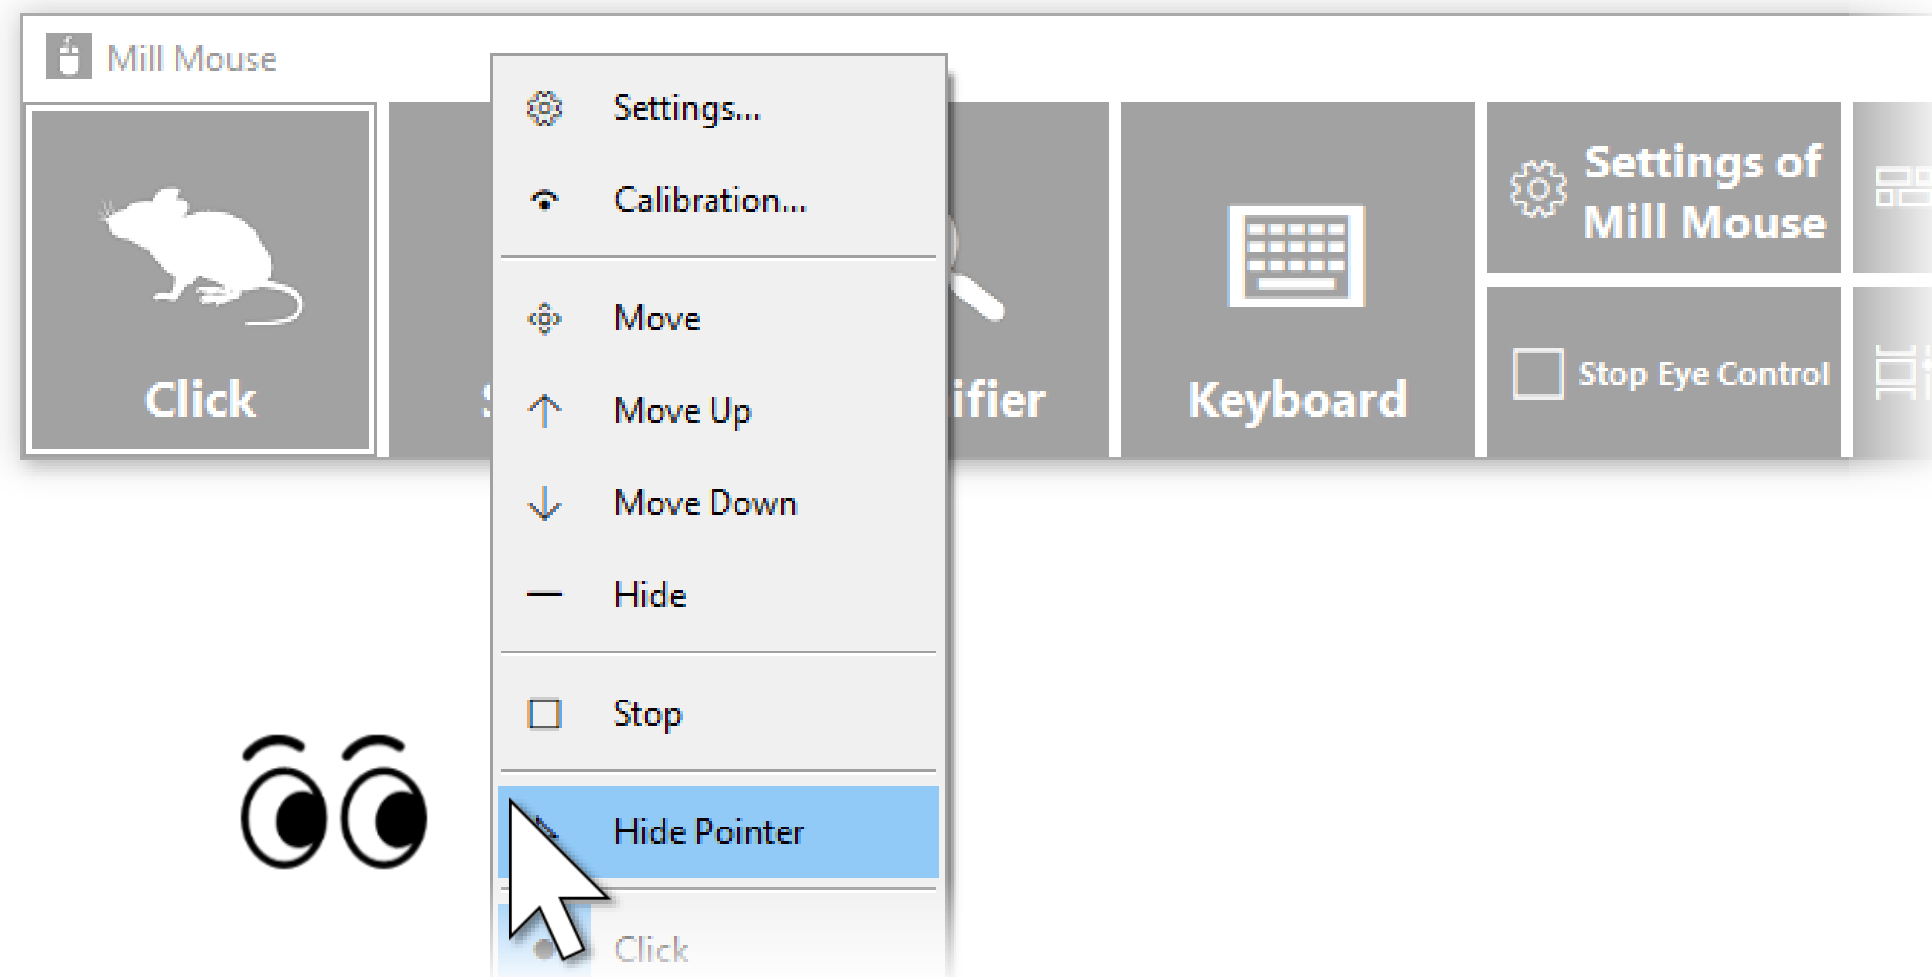 Mill Mouse
Click
ifier
Keyboard
Settings of
Mill Mouse
Stop Eye Control
Settings...
Calibration...
Move
Move Up
Move Down
Hide
Stop
Hide Pointer
Click